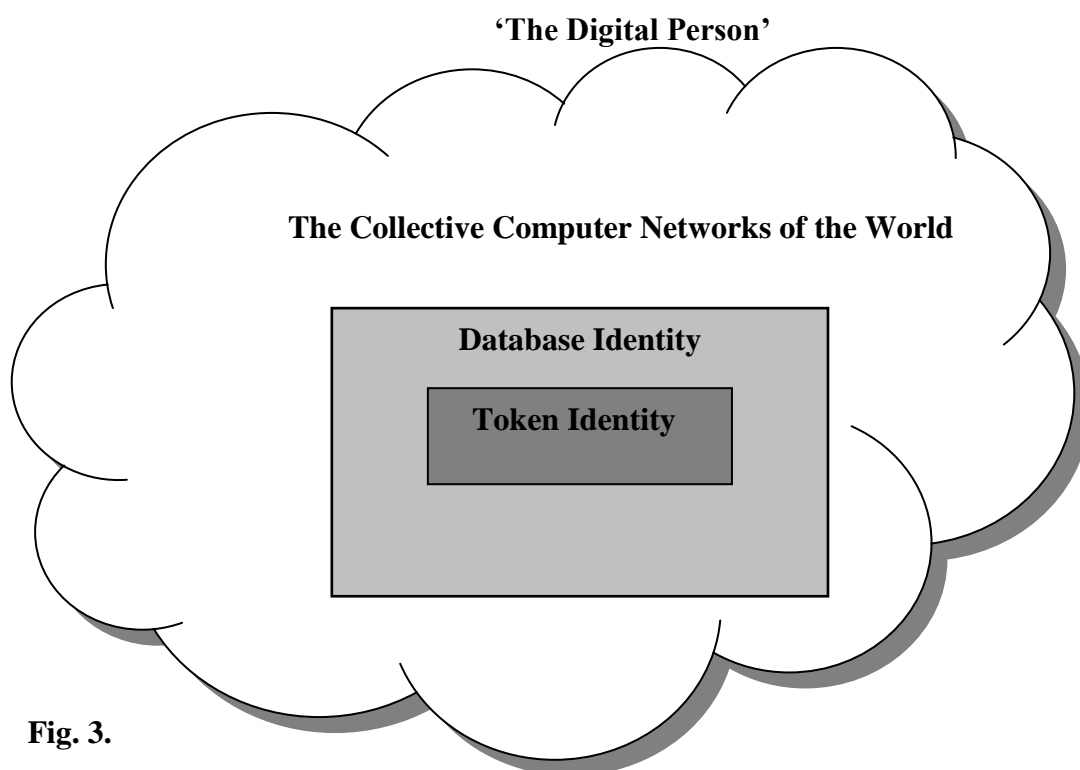 ‘The Digital Person’
The Collective Computer Networks of the World
Database Identity
Token Identity
Fig. 3.